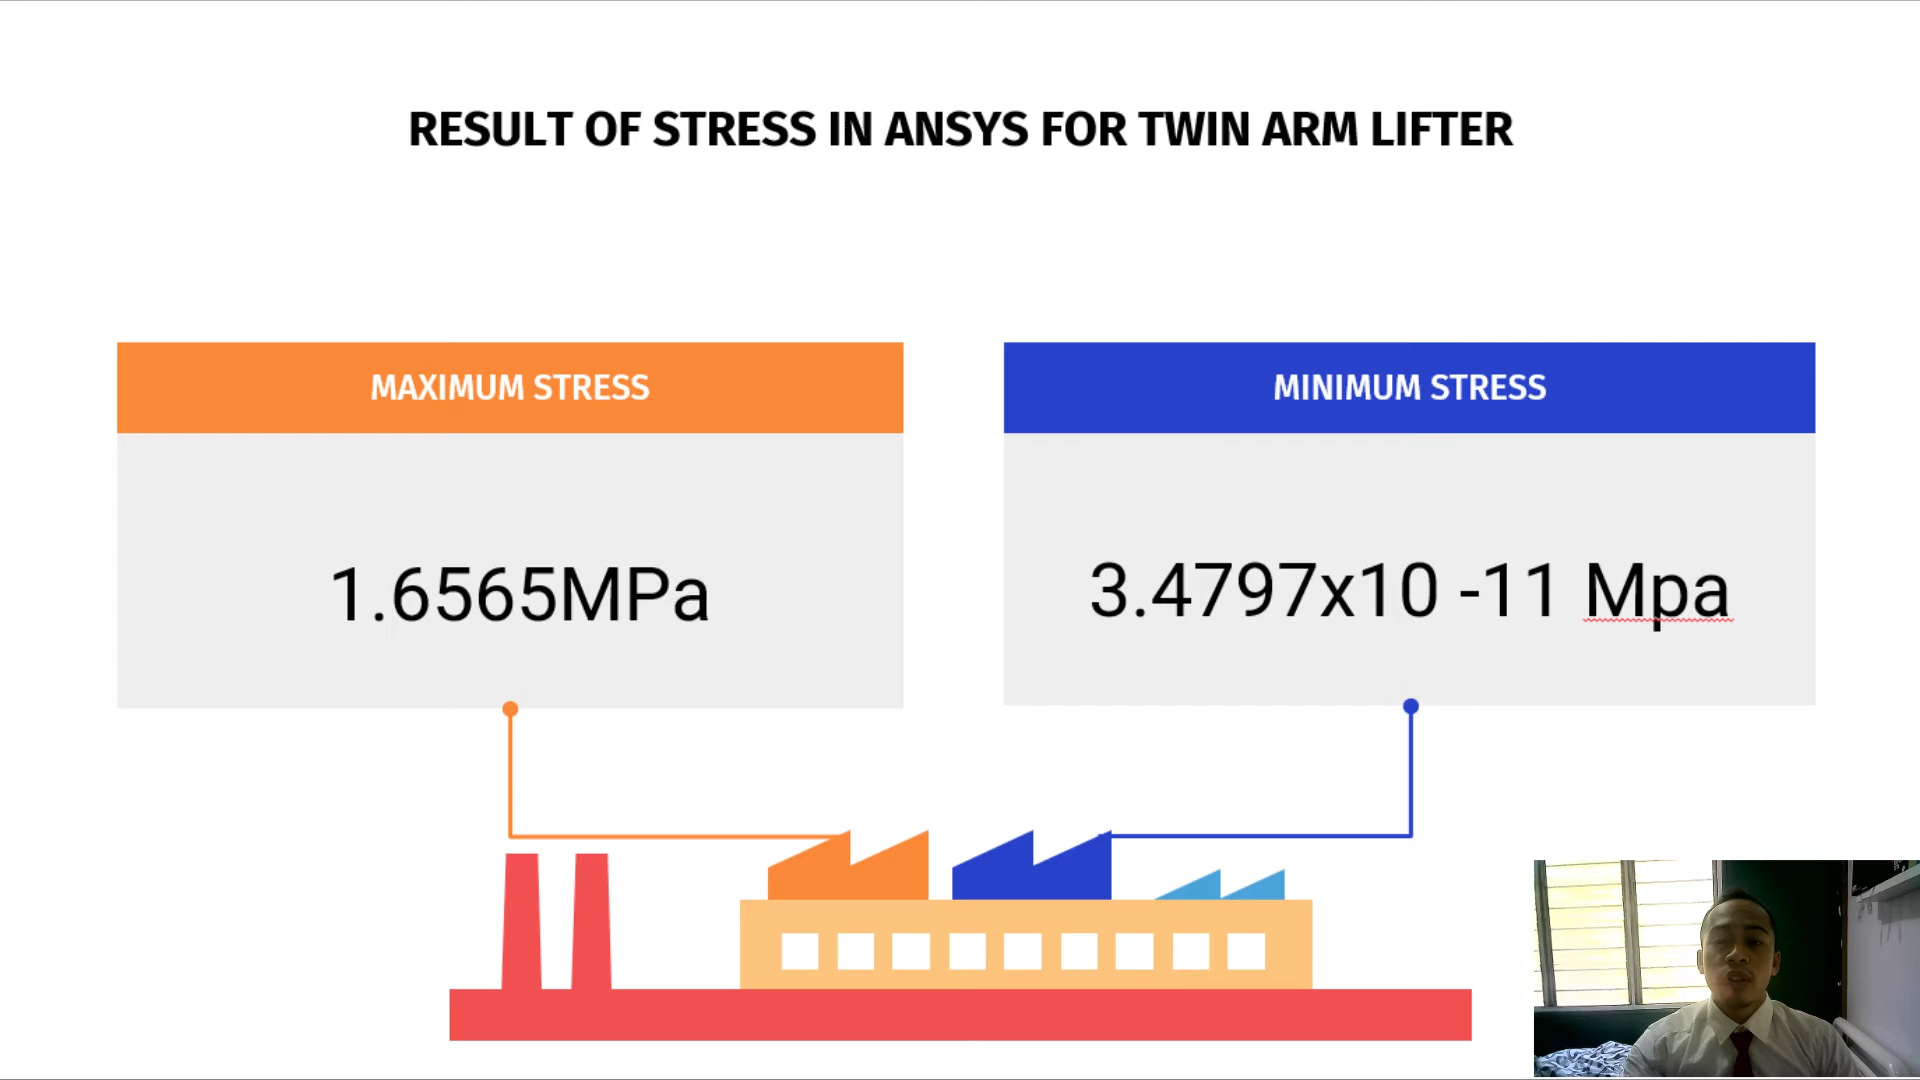 RESULT OF STRESS IN ANSYS FOR TWIN ARM LIFTER
MAXIMUM STRESS
1.6565MPa
MINIMUM STRESS
3.4797x10 -11 Mpa